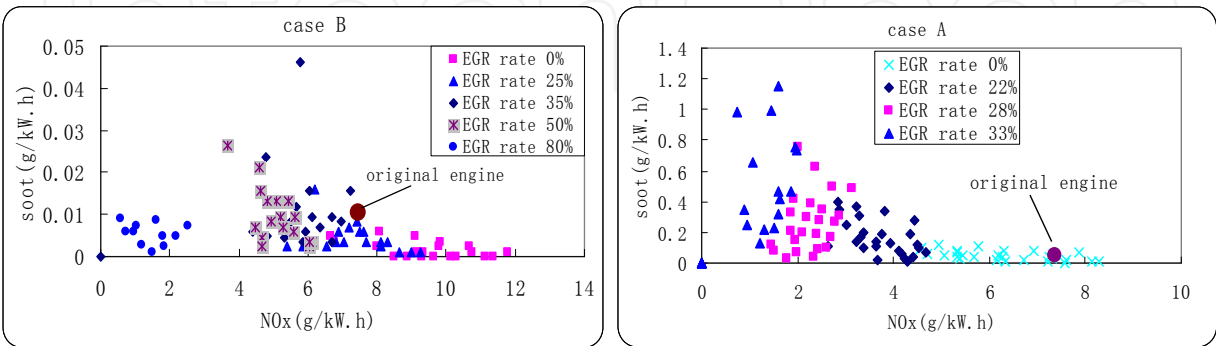 case B
soot(g/kW.h)
0.05
0.04
0.03
0.02
0.01
0
EGR rate 0%
EGR rate 25%
EGR rate 35%
EGR rate 50%
EGR rate 80%
original engine
0 2 4 6 8 10 12 14
NOx(g/kW.h)
case A
soot(g/kW.h)
1.4
1.2
1
0.8
0.6
0.4
0.2
0
EGR rate 0%
EGR rate 22%
EGR rate 28%
EGR rate 33%
original engine
0 2 4 6 8 10
NOx(g/kW.h)